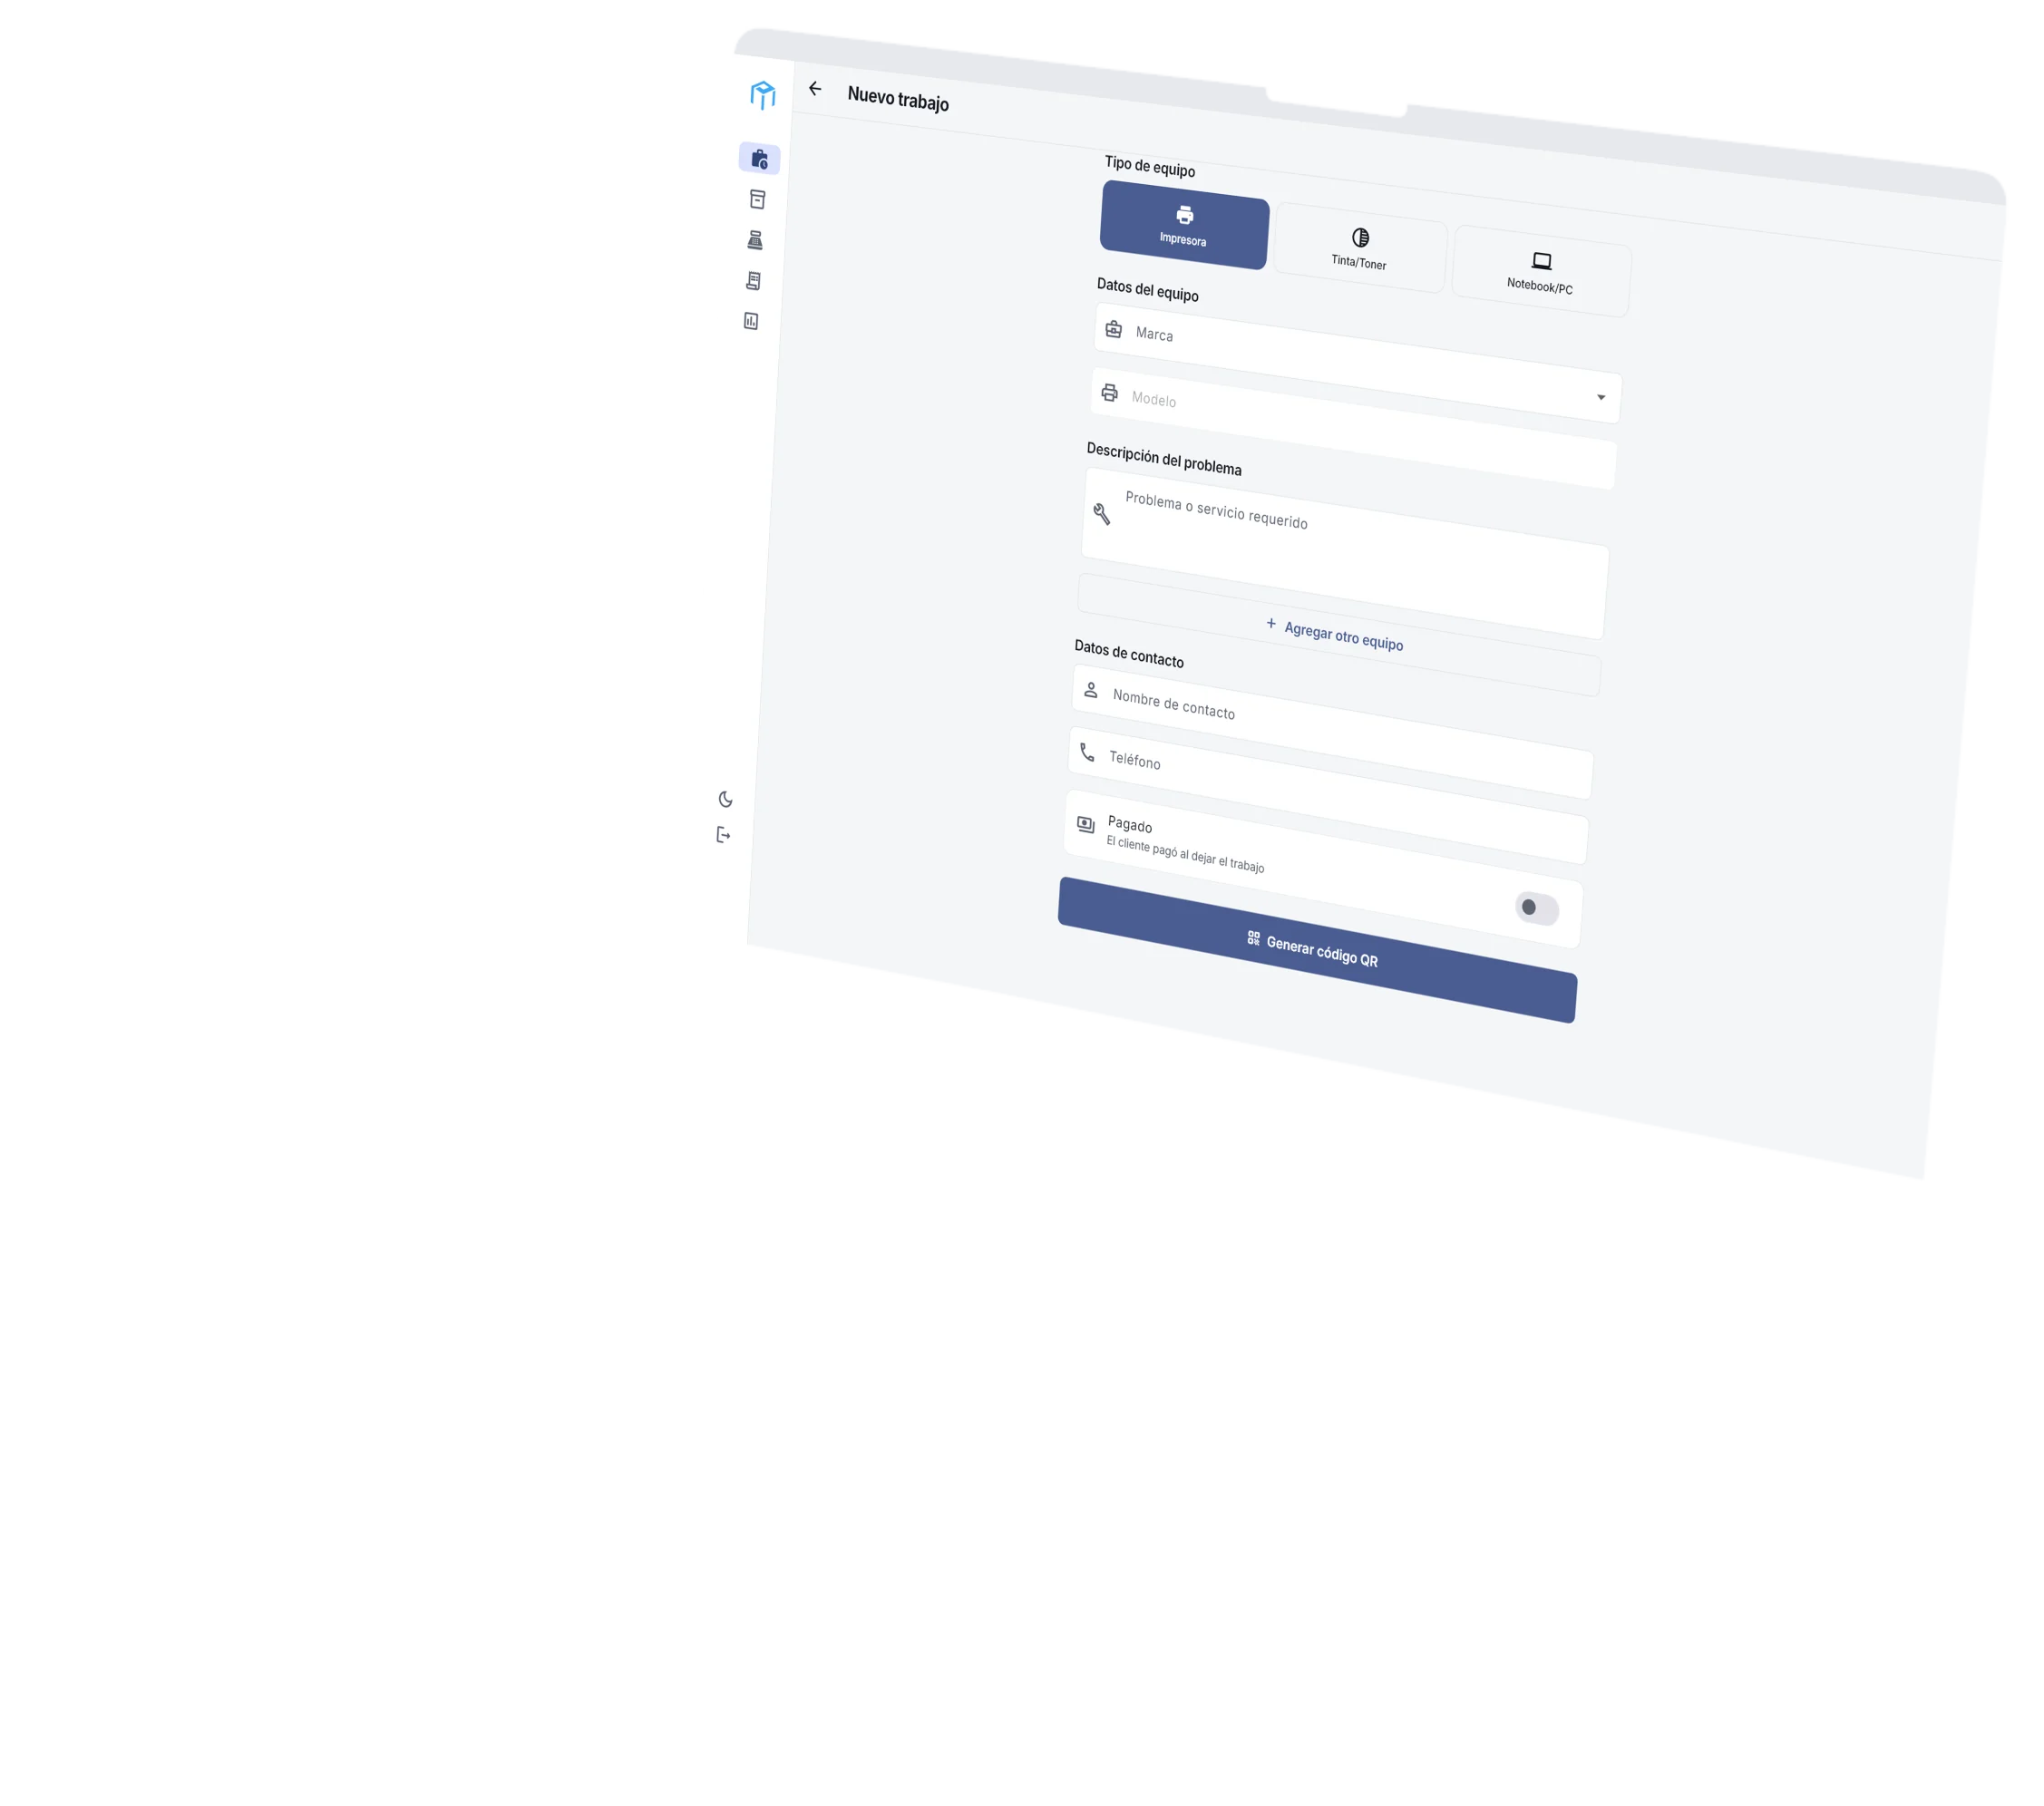 Nuevo trabajo
Tipo de equipo
Impresora
Tinta/Toner
Notebook/PC
Datos del equipo
Marca
Modelo
Descripción del problema
Problema o servicio requerido
+ Agregar otro equipo
Datos de contacto
Nombre de contacto
Teléfono
Pagado
El cliente pagó al dejar el trabajo
Generar código QR